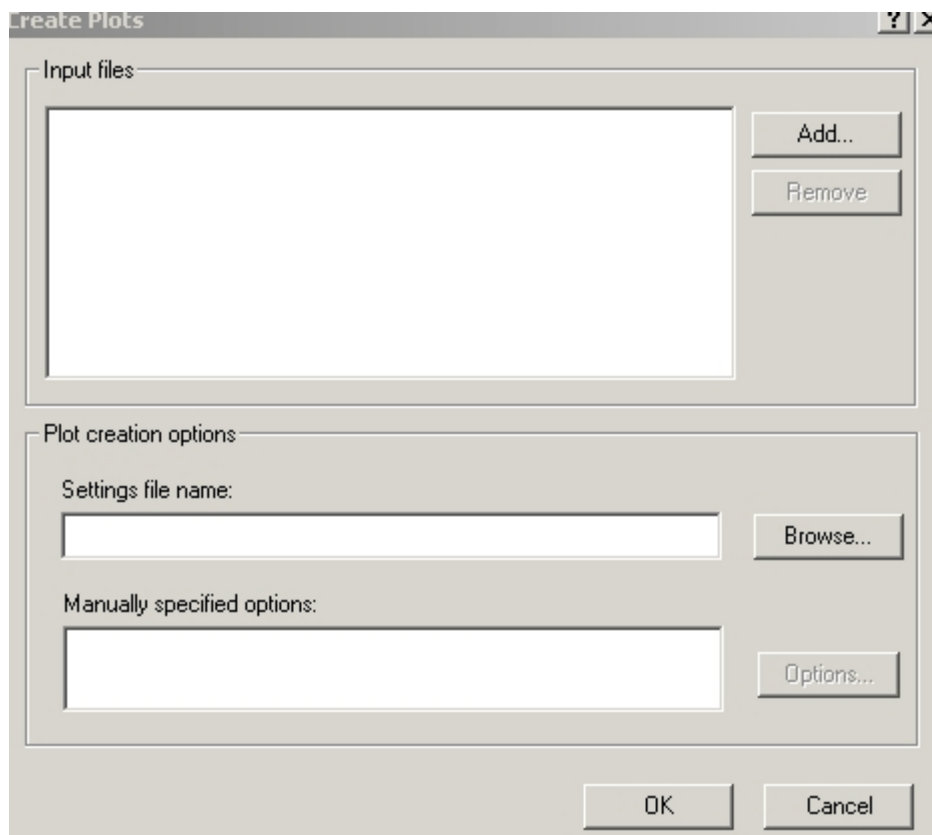 Create Plots
Input files
Add...
Remove
Plot creation options
Settings file name:
Browse...
Manually specified options:
Options...
OK
Cancel